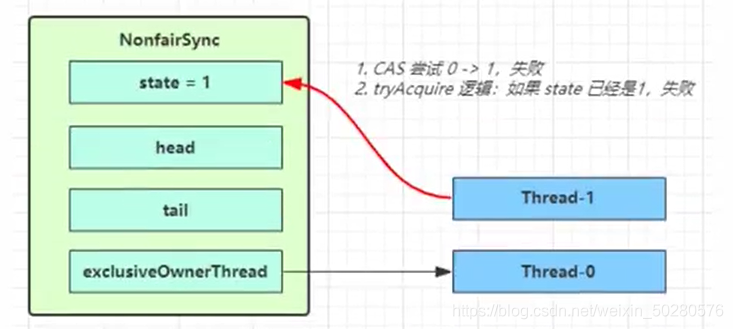 NonfairSync
state = 1
head
tail
exclusiveOwnerThread
1. CAS 尝试 0 -> 1，失败
2. tryAcquire 逻辑：如果 state 已经是1，失败
Thread-1
Thread-0
https://blog.csdn.net/weixin_50280576